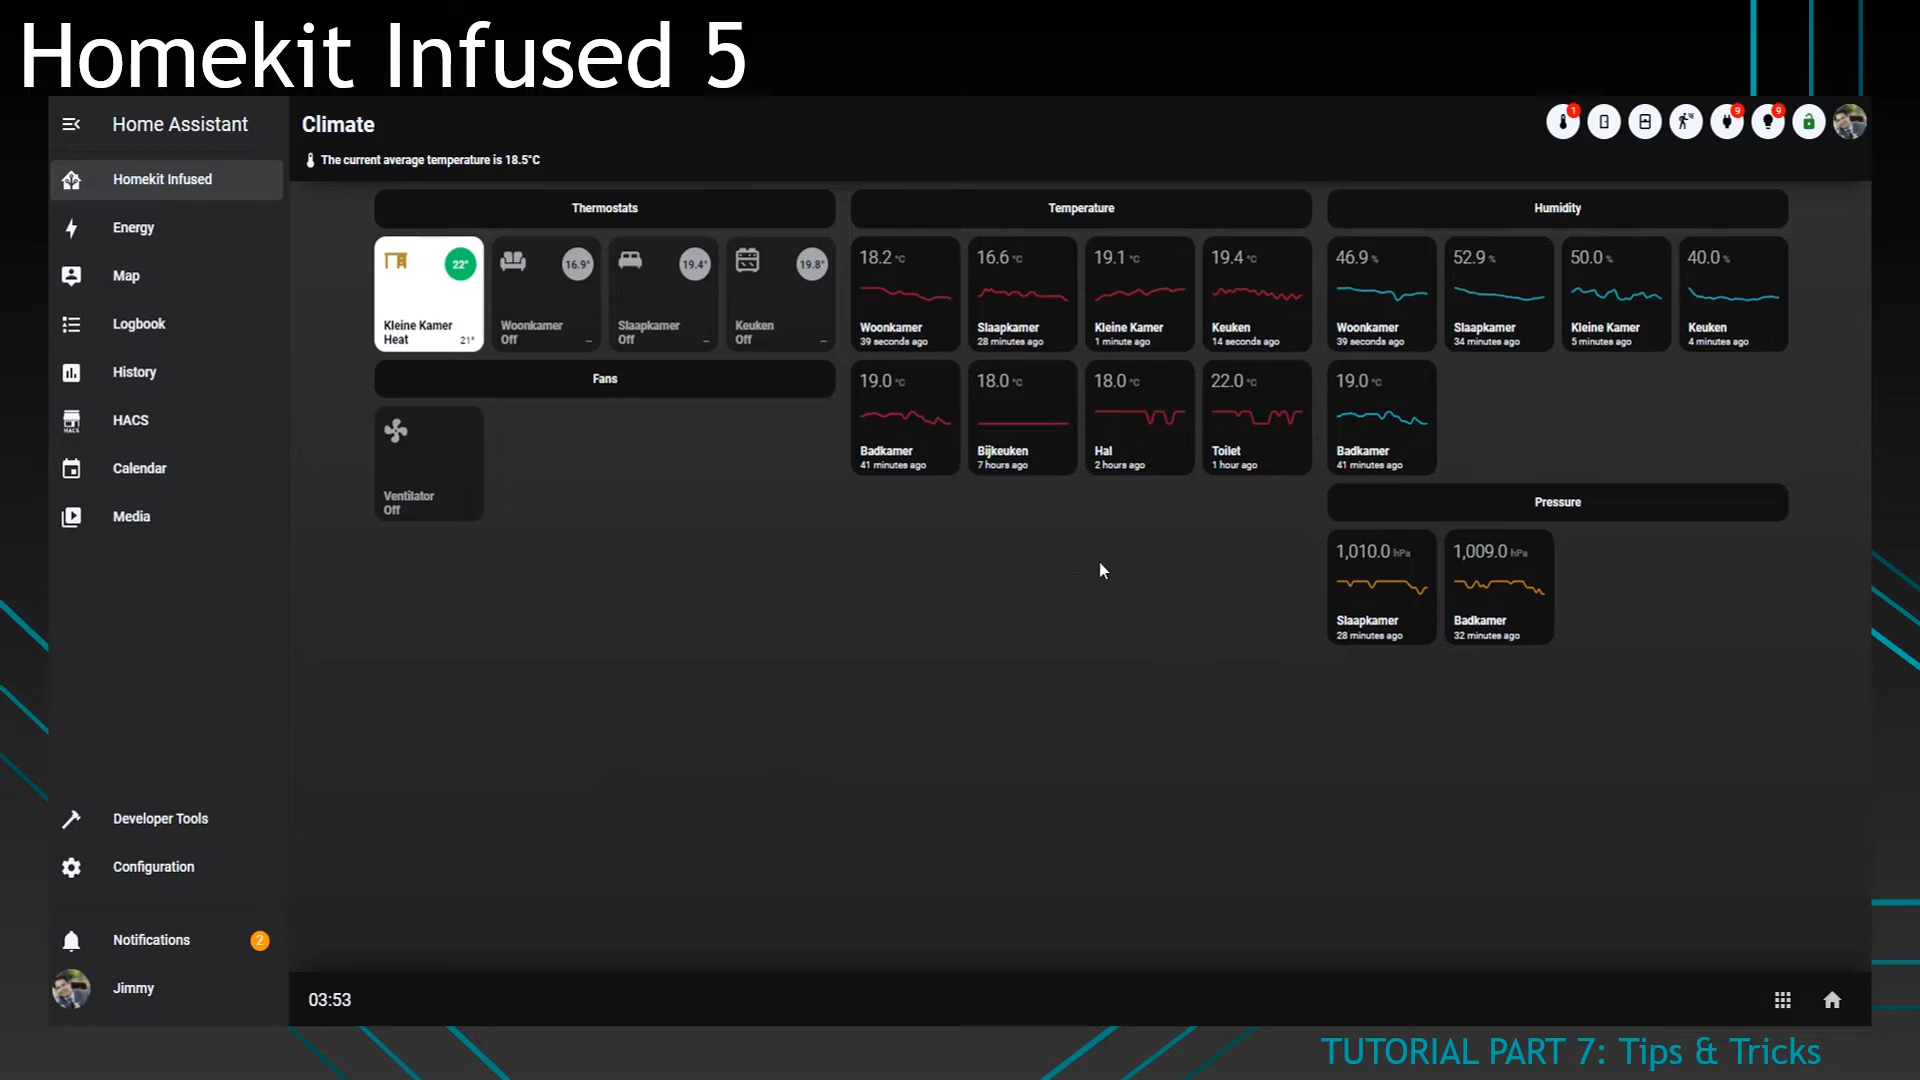 Homekit Infused 5
Home Assistant
Homekit Infused
Energy
Map
Logbook
History
HACS
HACS
Calendar
Media
Developer Tools
Configuration
Notifications
2
Jimmy
Climate
The current average temperature is 18.5°C
1
9
9
Thermostats
22°
Kleine Kamer
Heat
21°
16.9°
Woonkamer
Off
–
19.4°
Slaapkamer
Off
–
19.8°
Keuken
Off
–
Fans
Ventilator
Off
Temperature
18.2 °C
Woonkamer
39 seconds ago
16.6 °C
Slaapkamer
28 minutes ago
19.1 °C
Kleine Kamer
1 minute ago
19.4 °C
Keuken
14 seconds ago
19.0 °C
Badkamer
41 minutes ago
18.0 °C
Bijkeuken
7 hours ago
18.0 °C
Hal
2 hours ago
22.0 °C
Toilet
1 hour ago
Humidity
46.9 %
Woonkamer
39 seconds ago
52.9 %
Slaapkamer
34 minutes ago
50.0 %
Kleine Kamer
5 minutes ago
40.0 %
Keuken
4 minutes ago
19.0 °C
Badkamer
41 minutes ago
Pressure
1,010.0 hPa
Slaapkamer
28 minutes ago
1,009.0 hPa
Badkamer
32 minutes ago
03:53
TUTORIAL PART 7: Tips & Tricks